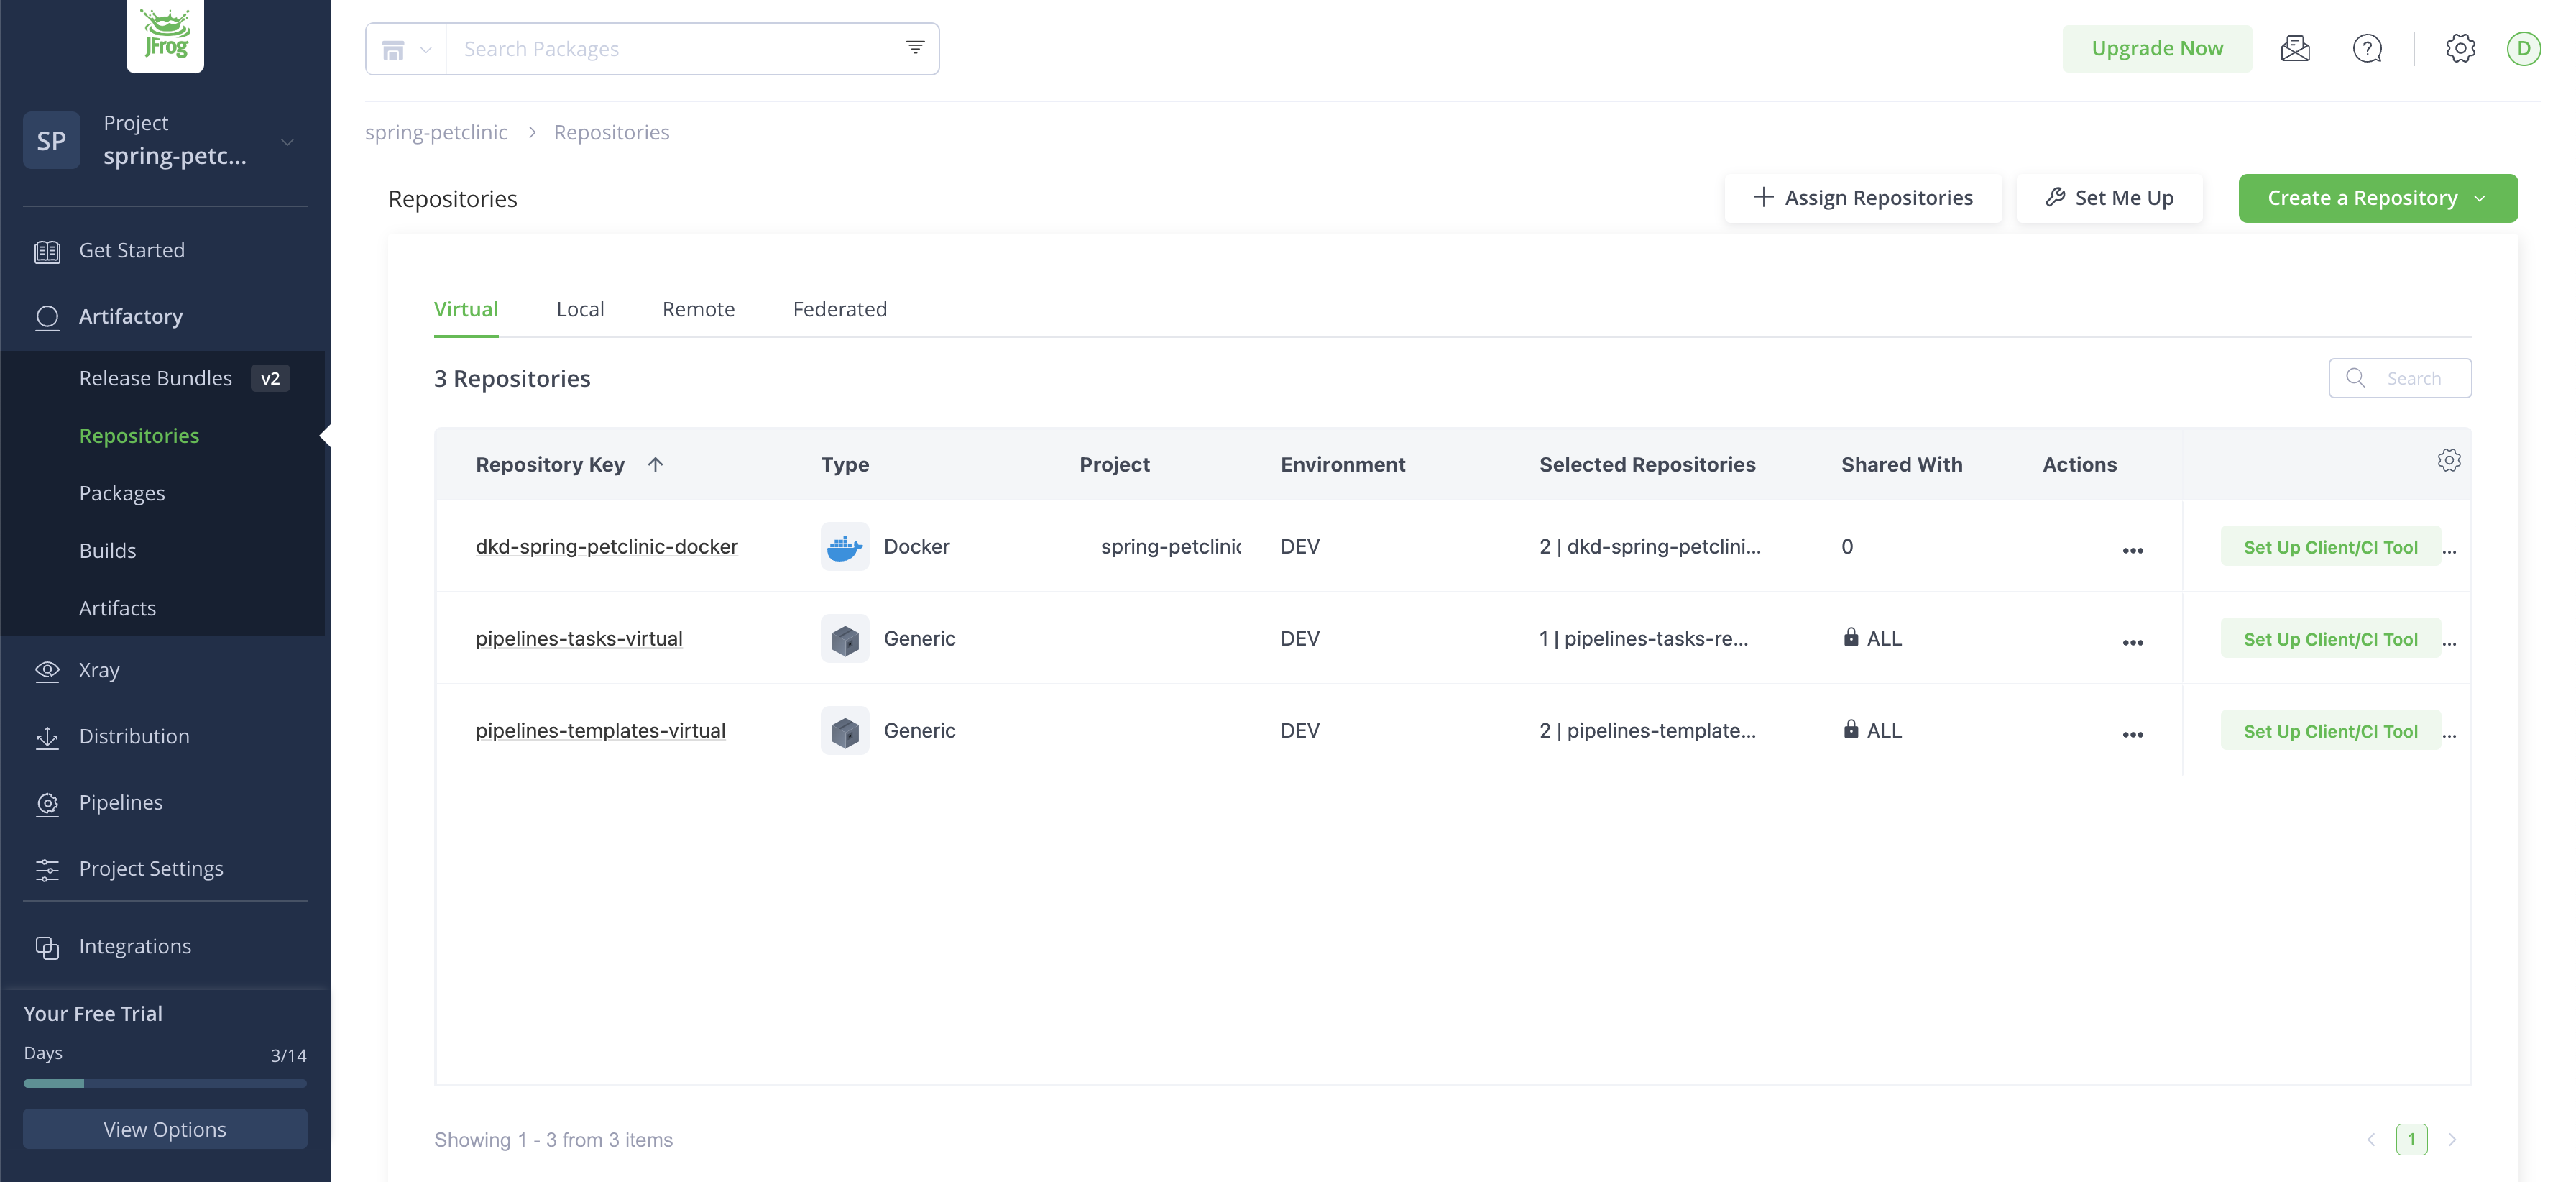 JFrog
Search Packages
Upgrade Now
D
SP
Project
spring-petc...
spring-petclinic > Repositories
Repositories
Assign Repositories
Set Me Up
Create a Repository
Get Started
Artifactory
Release Bundles v2
Repositories
Packages
Builds
Artifacts
Xray
Distribution
Pipelines
Project Settings
Integrations
Your Free Trial
Days 3/14
View Options
Virtual Local Remote Federated
3 Repositories
Search
Repository Key Type Project Environment Selected Repositories Shared With Actions
dkd-spring-petclinic-docker Docker spring-petclinic DEV 2 | dkd-spring-petclini... 0 ••• Set Up Client/CI Tool ...
pipelines-tasks-virtual Generic DEV 1 | pipelines-tasks-re... ALL ••• Set Up Client/CI Tool ...
pipelines-templates-virtual Generic DEV 2 | pipelines-template... ALL ••• Set Up Client/CI Tool ...
Showing 1 - 3 from 3 items
1